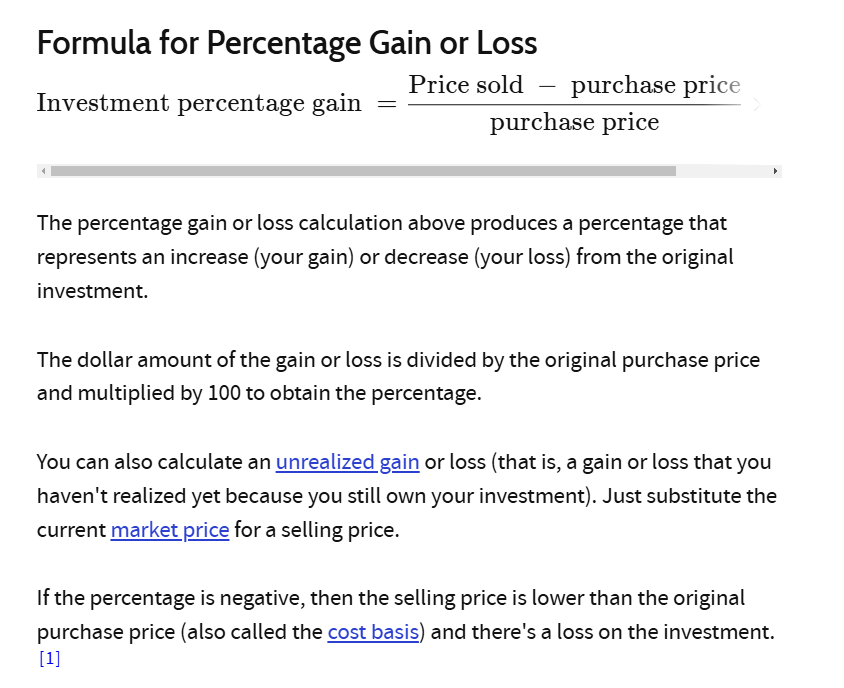 Formula for Percentage Gain or Loss
Investment percentage gain = Price sold − purchase price
purchase price
The percentage gain or loss calculation above produces a percentage that
represents an increase (your gain) or decrease (your loss) from the original
investment.
The dollar amount of the gain or loss is divided by the original purchase price
and multiplied by 100 to obtain the percentage.
You can also calculate an unrealized gain or loss (that is, a gain or loss that you
haven't realized yet because you still own your investment). Just substitute the
current market price for a selling price.
If the percentage is negative, then the selling price is lower than the original
purchase price (also called the cost basis) and there's a loss on the investment.
[1]